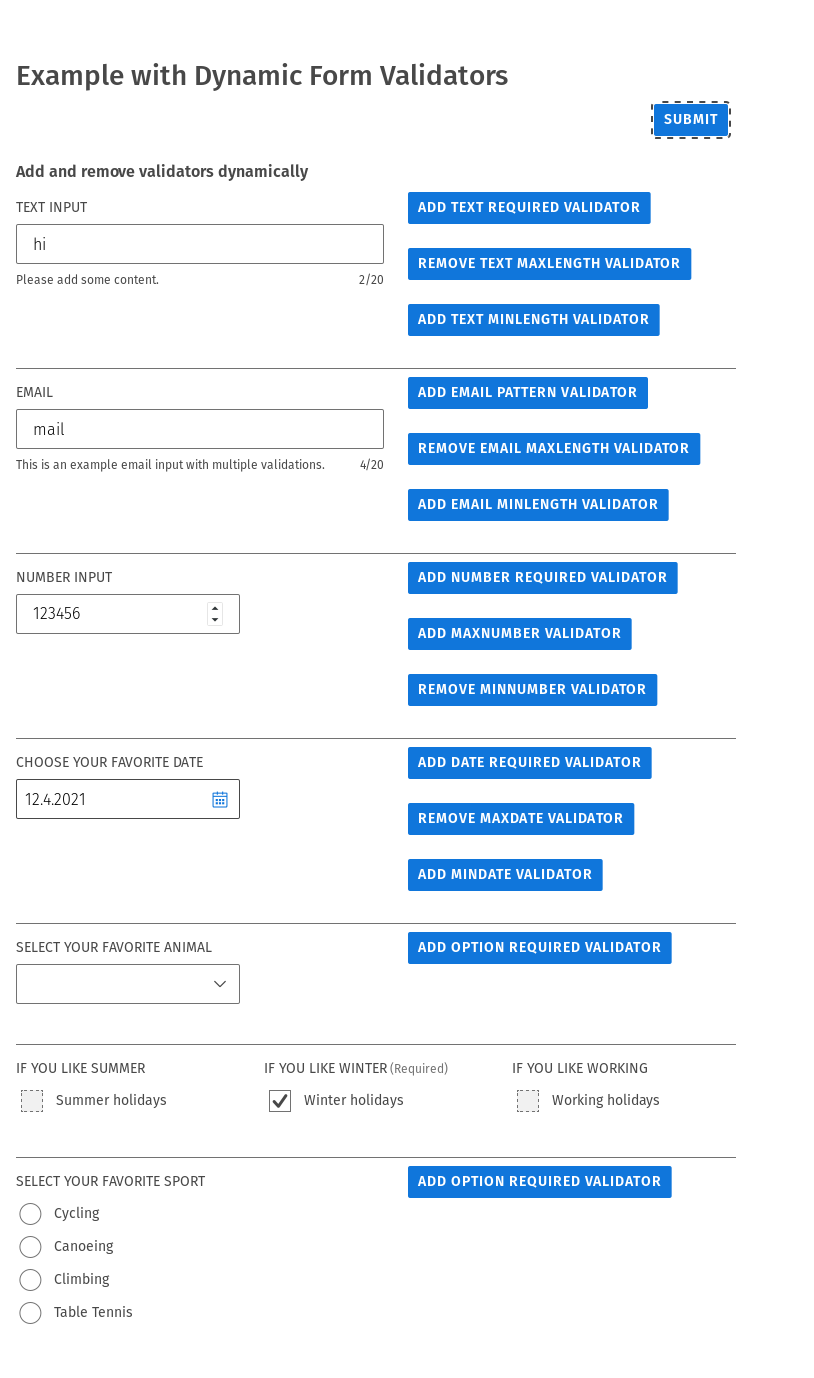 Example with Dynamic Form Validators
SUBMIT
Add and remove validators dynamically
TEXT INPUT
hi
Please add some content. 2/20
ADD TEXT REQUIRED VALIDATOR
REMOVE TEXT MAXLENGTH VALIDATOR
ADD TEXT MINLENGTH VALIDATOR
EMAIL
mail
This is an example email input with multiple validations. 4/20
ADD EMAIL PATTERN VALIDATOR
REMOVE EMAIL MAXLENGTH VALIDATOR
ADD EMAIL MINLENGTH VALIDATOR
NUMBER INPUT
123456
ADD NUMBER REQUIRED VALIDATOR
ADD MAXNUMBER VALIDATOR
REMOVE MINNUMBER VALIDATOR
CHOOSE YOUR FAVORITE DATE
12.4.2021
ADD DATE REQUIRED VALIDATOR
REMOVE MAXDATE VALIDATOR
ADD MINDATE VALIDATOR
SELECT YOUR FAVORITE ANIMAL
ADD OPTION REQUIRED VALIDATOR
IF YOU LIKE SUMMER
Summer holidays
IF YOU LIKE WINTER (Required)
Winter holidays
IF YOU LIKE WORKING
Working holidays
SELECT YOUR FAVORITE SPORT
Cycling
Canoeing
Climbing
Table Tennis
ADD OPTION REQUIRED VALIDATOR